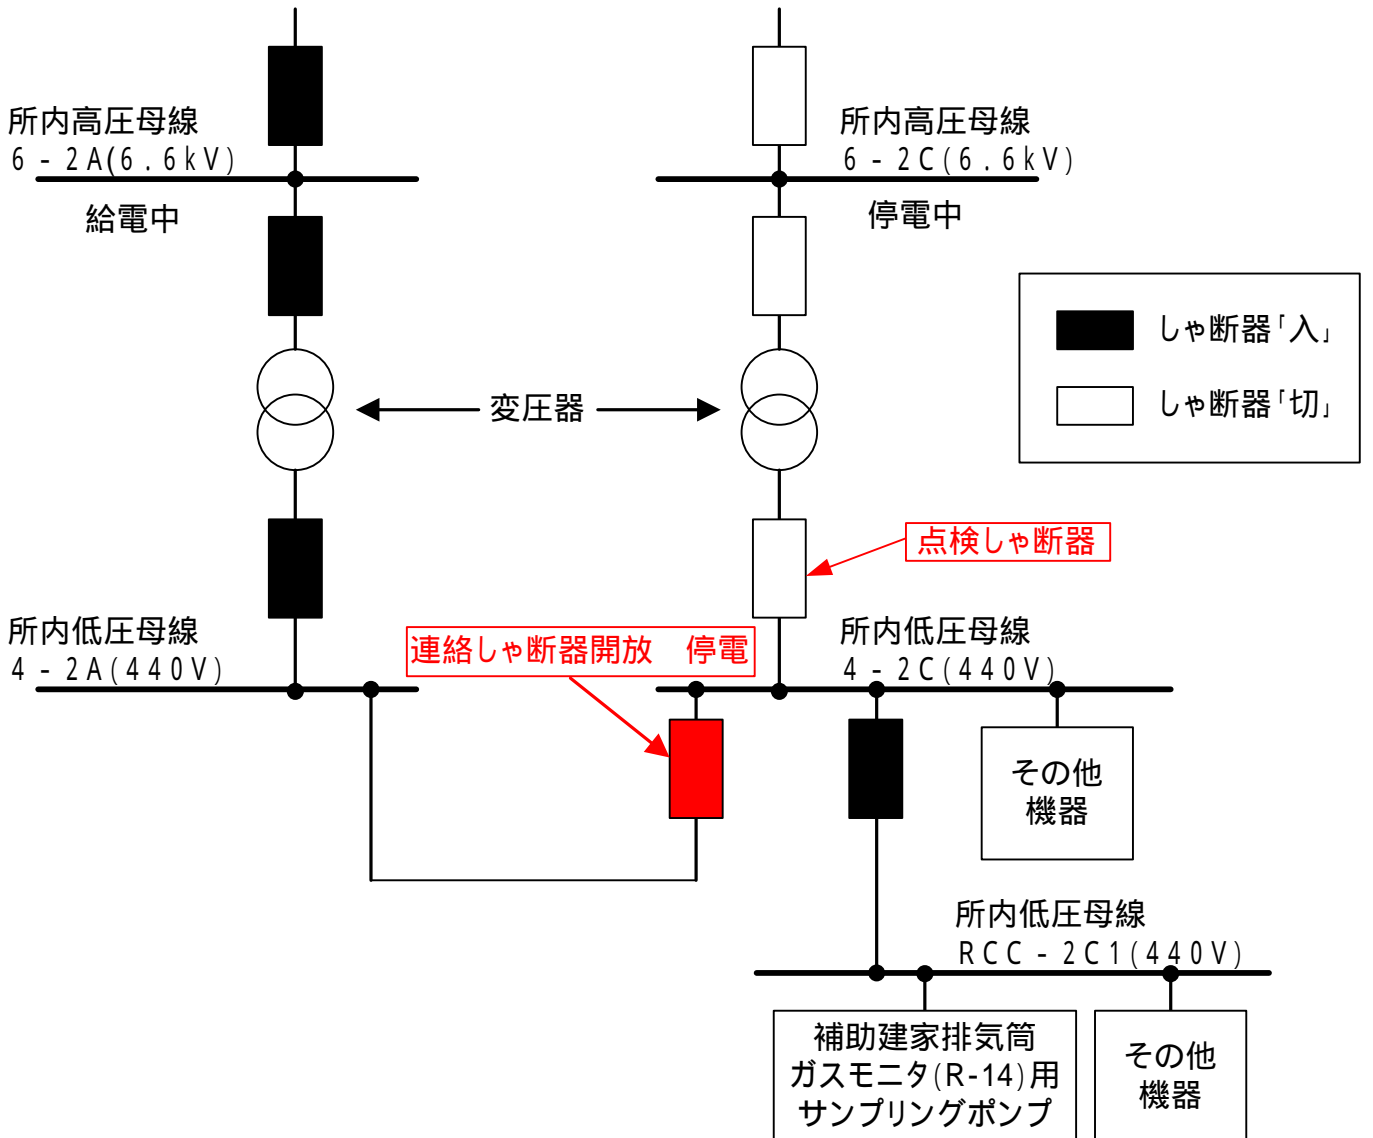 所内高圧母線
6-2A(6.6kV)
給電中
所内高圧母線
6-2C(6.6kV)
停電中
しゃ断器「入」
しゃ断器「切」
変圧器
点検しゃ断器
所内低圧母線
4-2A(440V)
連絡しゃ断器開放 停電
所内低圧母線
4-2C(440V)
その他
機器
所内低圧母線
RCC-2C1(440V)
補助建家排気筒
ガスモニタ(R-14)用
サンプリングポンプ
その他
機器